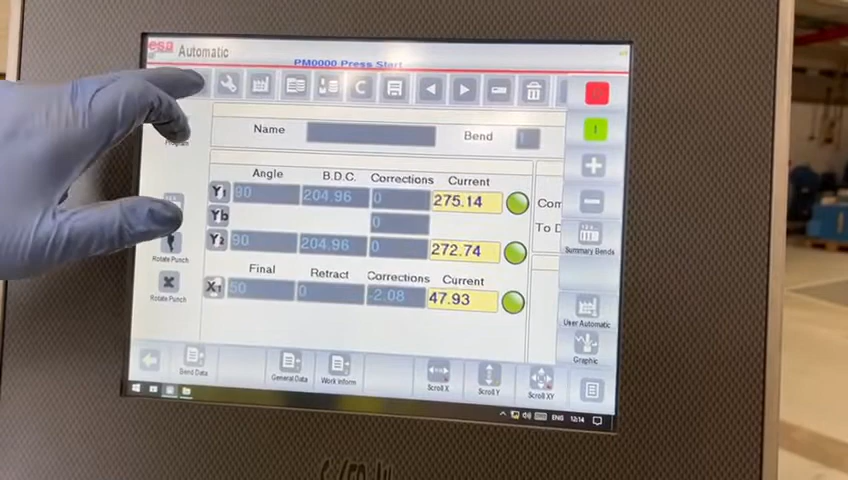 esa Automatic
PM0000 Press Start
C
Name Bend
Angle B.D.C. Corrections Current
Y1 90 204.96 0 275.14
Yb 0
Y2 90 204.96 0 272.74
Final Retract Corrections Current
X1 50 0 -2.08 47.93
To
Summary Bends
User Automatic
Graphic
Program
Rotate Punch
Rotate Punch
Bend Data
General Data
Work Inform
Scroll X
Scroll Y
Scroll XY
ENG 12:14